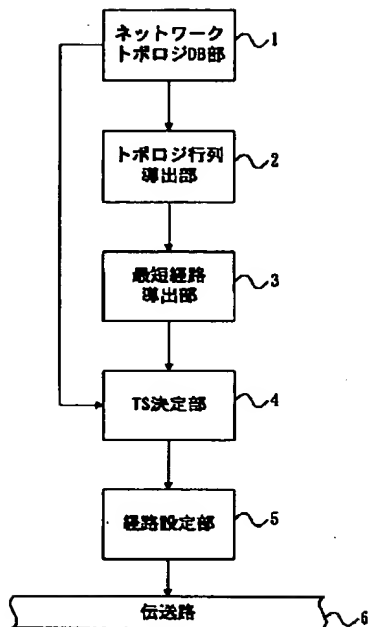 ネットワーク
トポロジDB部
1
トポロジ行列
導出部
2
最短経路
導出部
3
TS決定部
4
経路設定部
5
伝送路
6